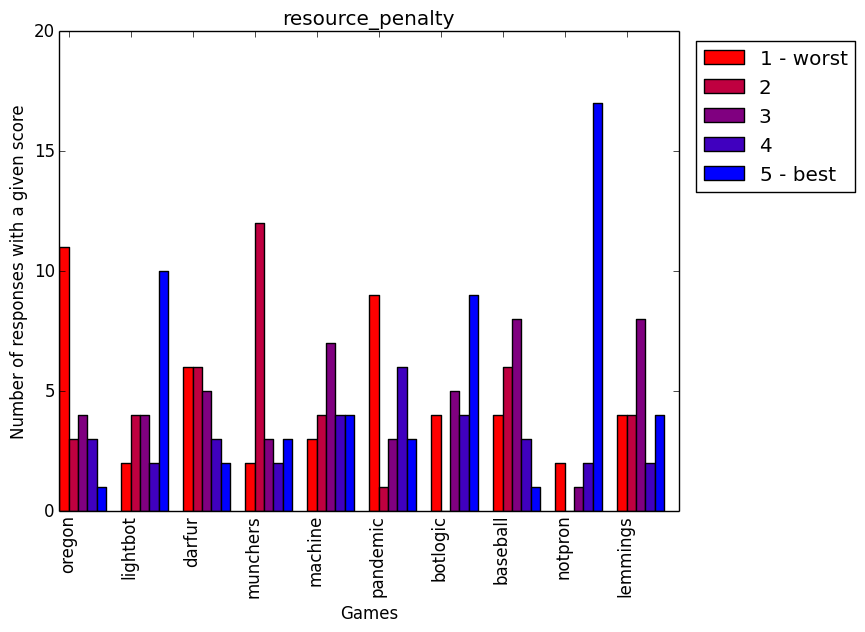 resource_penalty
20
15
10
5
0
Number of responses with a given score
oregon
lightbot
darfur
munchers
machine
pandemic
botlogic
baseball
notpron
lemmings
Games
1 - worst
2
3
4
5 - best